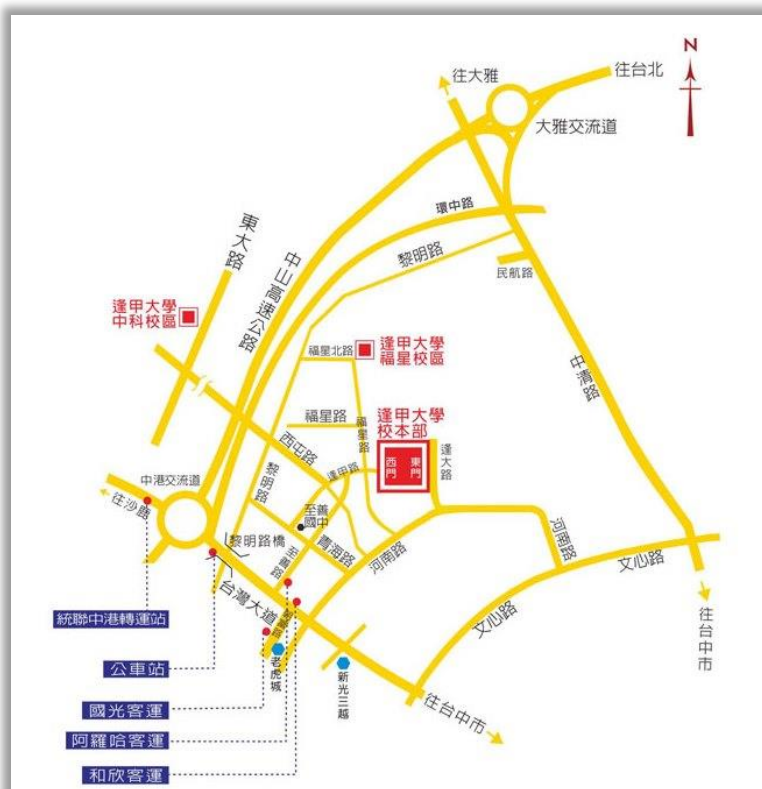 N
往台北
往大雅
大雅交流道
環中路
黎明路
民航路
東大路
中山高速公路
逢甲大學
中科校區
福星北路
逢甲大學
福星校區
中清路
福星路
福星路
逢甲大學
校本部
西門
東門
逢大路
西屯路
逢甲路
黎明路
中港交流道
往沙鹿
至善
國中
黎明路橋
青海路
河南路
河南路
至善路
文心路
文心路
台灣大道
統聯中港轉運站
公車站
老虎城
新光三越
往台中市
往台中市
國光客運
阿羅哈客運
和欣客運